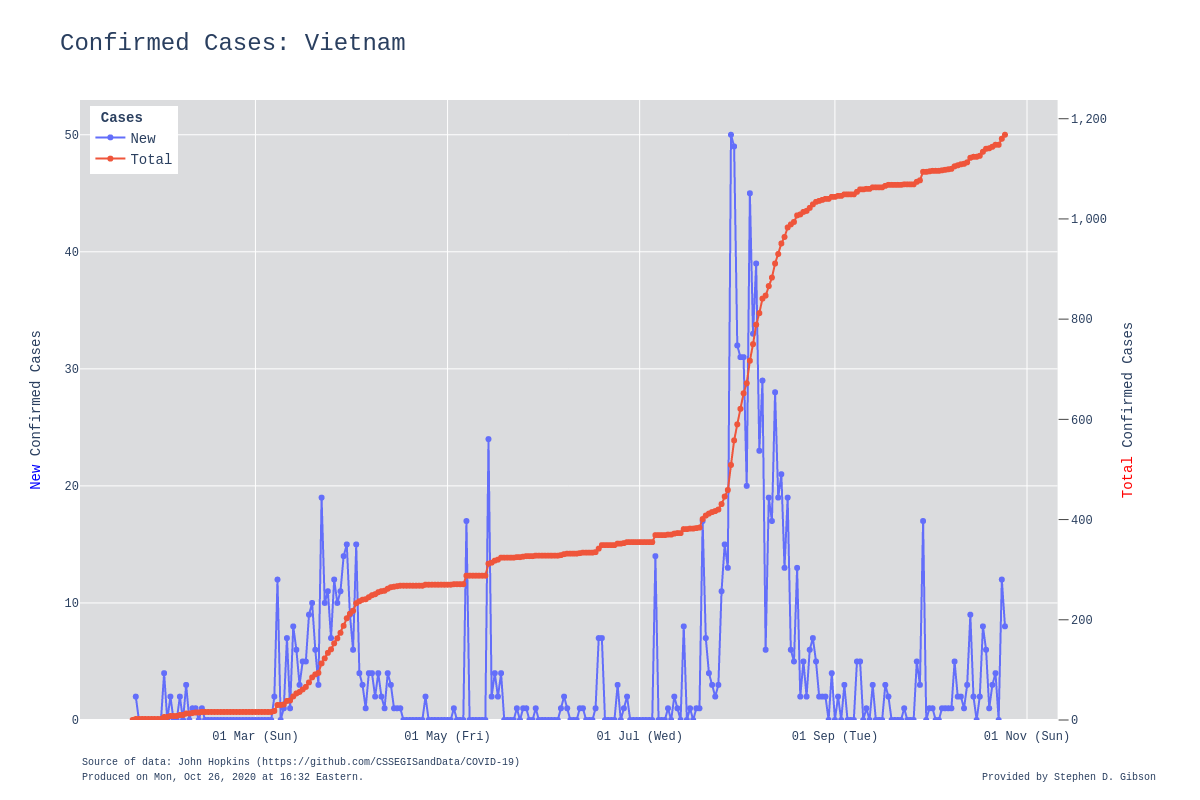 Confirmed Cases: Vietnam
Cases
New
Total
50
40
30
20
10
0
1,200
1,000
800
600
400
200
0
New Confirmed Cases
Total Confirmed Cases
01 Mar (Sun) 01 May (Fri) 01 Jul (Wed) 01 Sep (Tue) 01 Nov (Sun)
Source of data: John Hopkins (https://github.com/CSSEGISandData/COVID-19)
Produced on Mon, Oct 26, 2020 at 16:32 Eastern.
Provided by Stephen D. Gibson